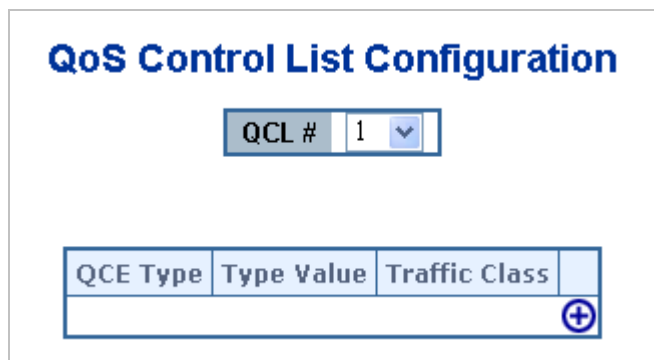 QoS Control List Configuration
QCL # 1
QCE Type Type Value Traffic Class